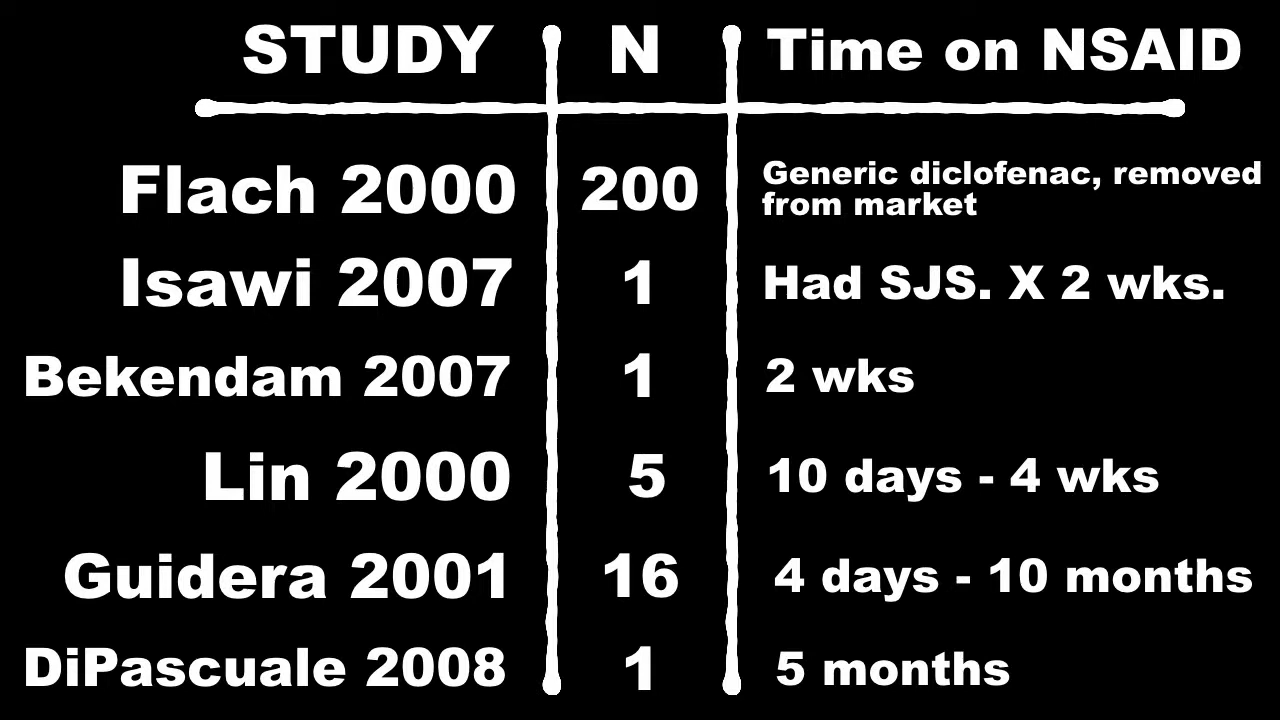 STUDY N Time on NSAID
Flach 2000 200 Generic diclofenac, removed
from market
Isawi 2007 1 Had SJS. X 2 wks.
Bekendam 2007 1 2 wks
Lin 2000 5 10 days - 4 wks
Guidera 2001 16 4 days - 10 months
DiPascuale 2008 1 5 months